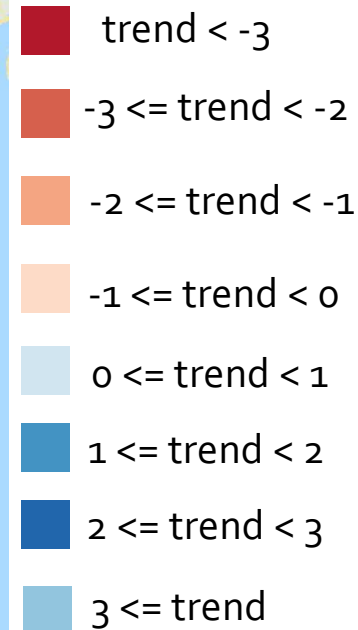 trend < -3
-3 <= trend < -2
-2 <= trend < -1
-1 <= trend < 0
0 <= trend < 1
1 <= trend < 2
2 <= trend < 3
3 <= trend